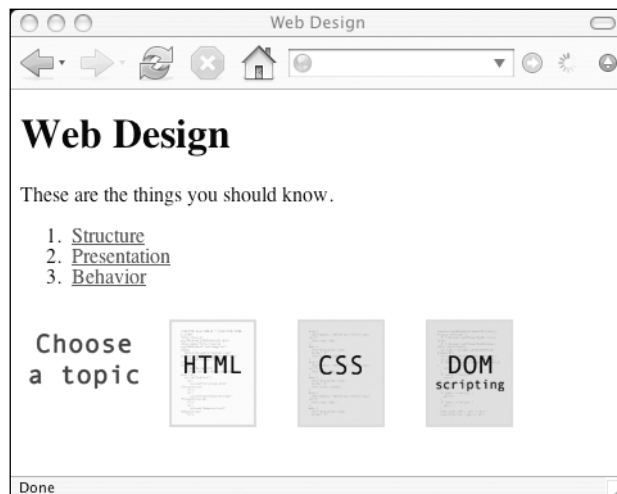 Web Design
Web Design
These are the things you should know.
1. Structure
2. Presentation
3. Behavior
Choose
a topic
HTML
CSS
DOM
scripting
Done